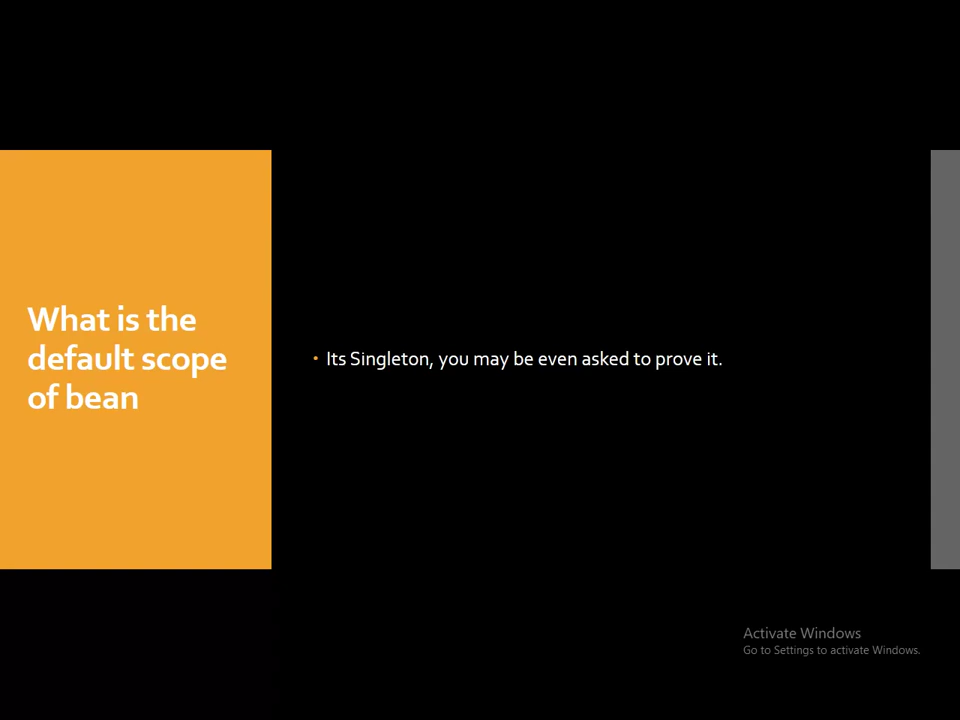 What is the
default scope
of bean
• Its Singleton, you may be even asked to prove it.
Activate Windows
Go to Settings to activate Windows.